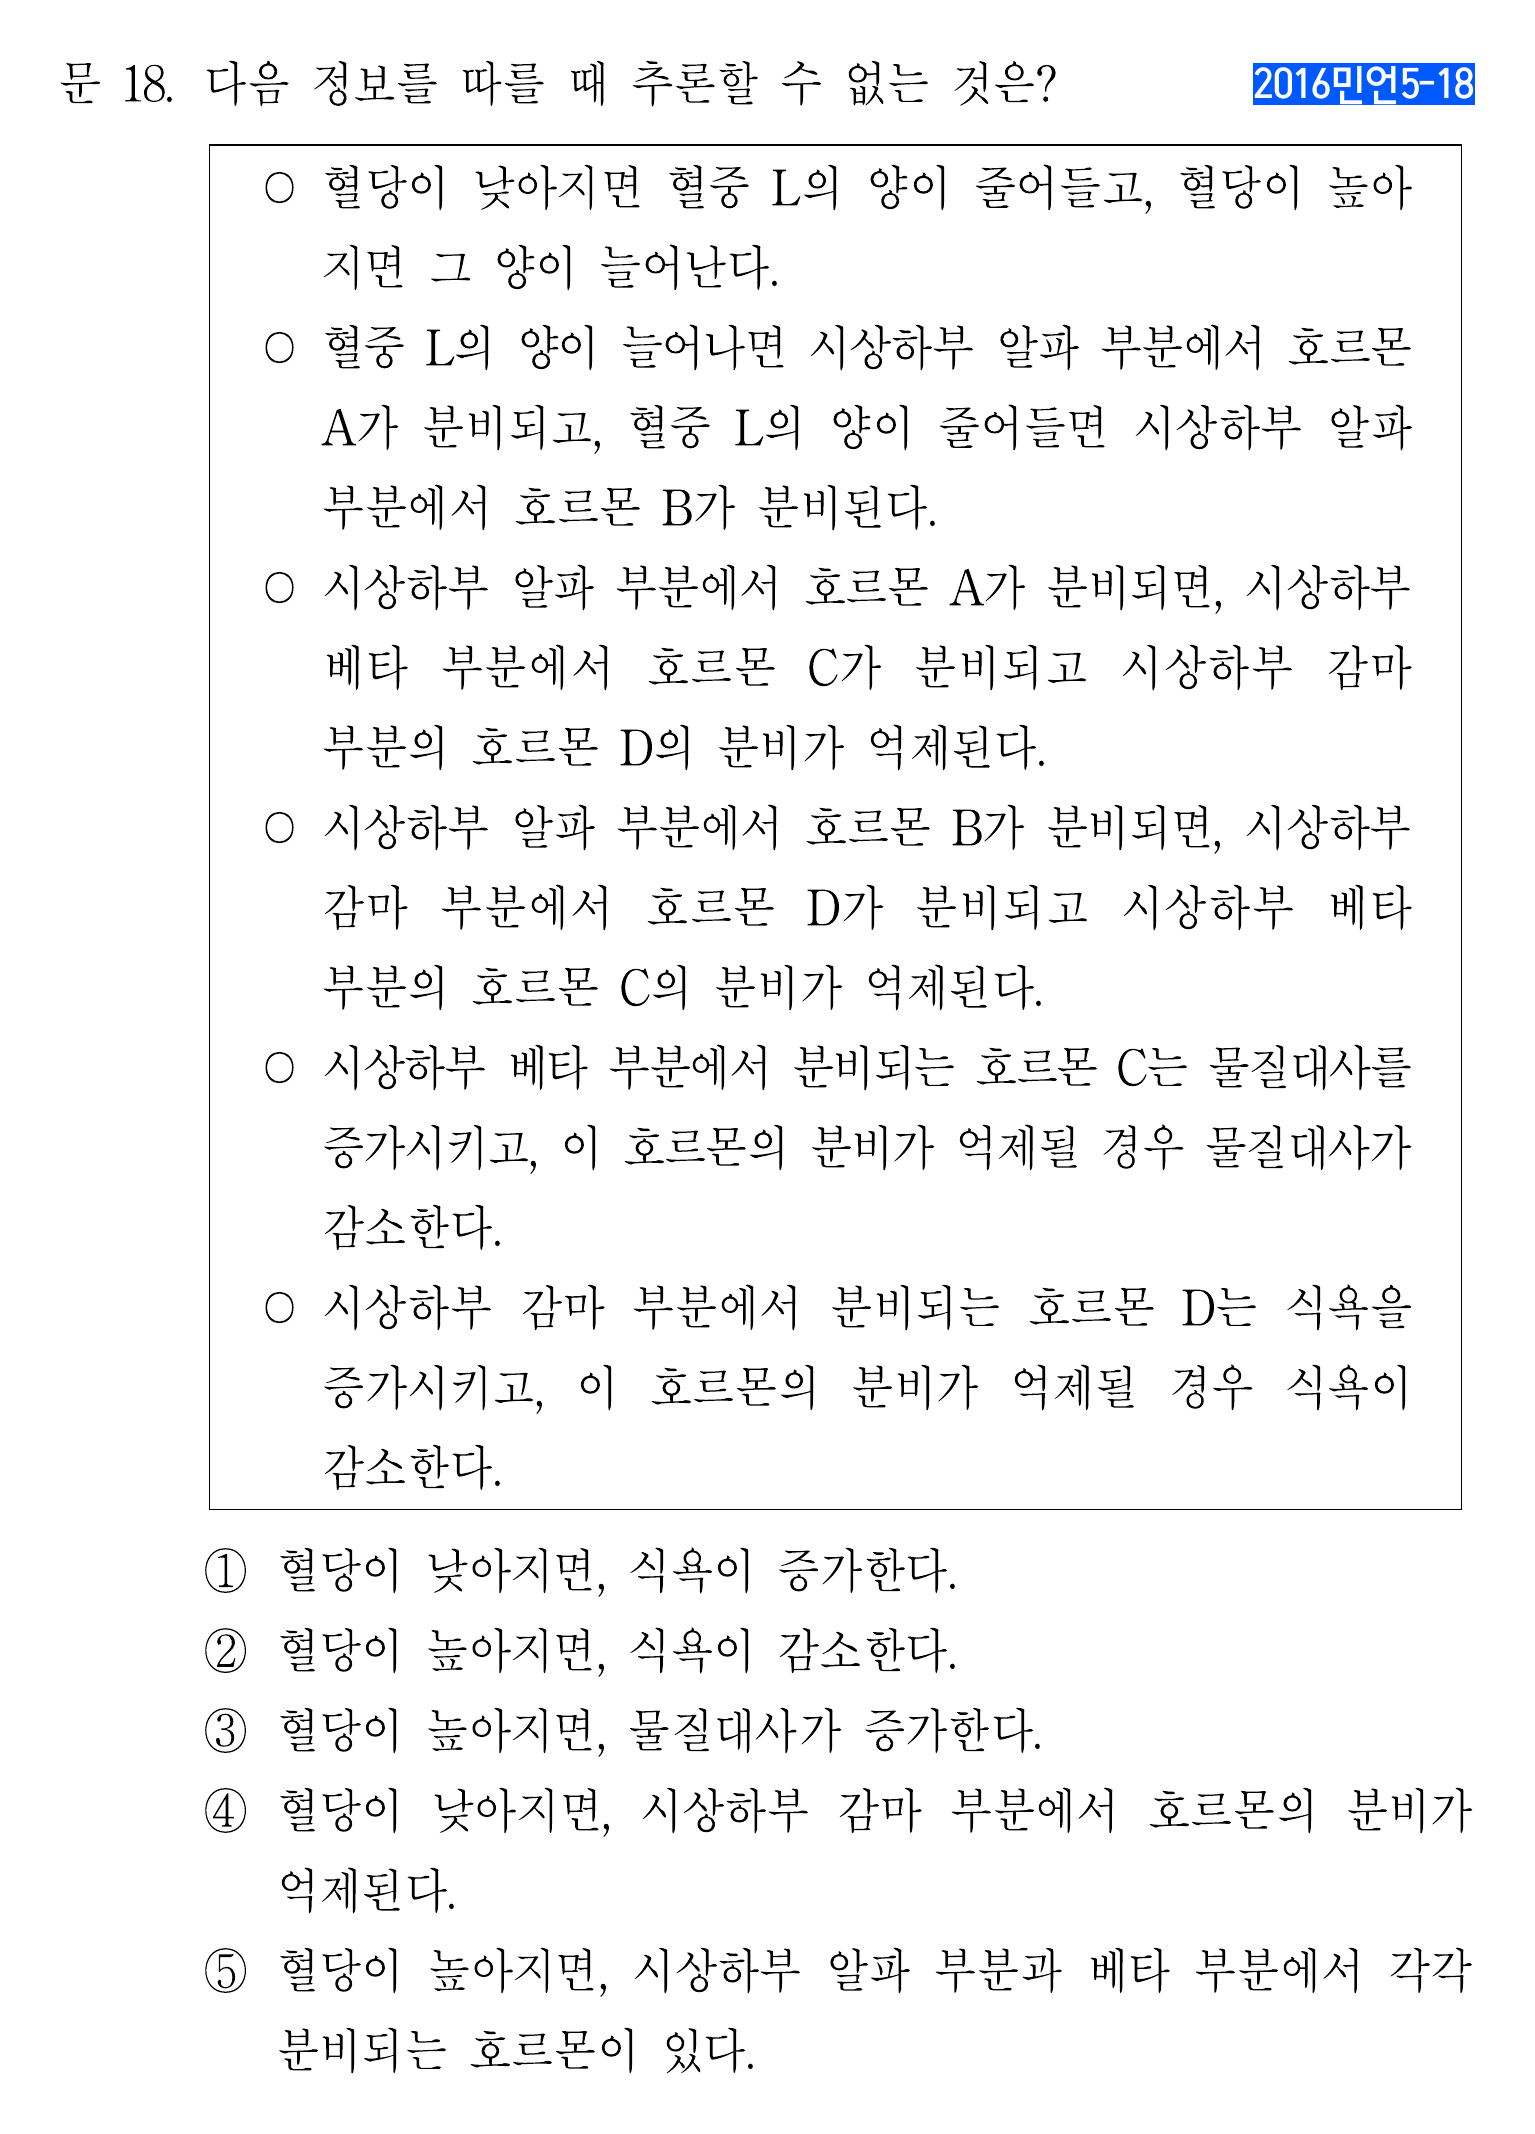 문 18. 다음 정보를 따를 때 추론할 수 없는 것은? 2016민언5-18
○ 혈당이 낮아지면 혈중 L의 양이 줄어들고, 혈당이 높아
지면 그 양이 늘어난다.
○ 혈중 L의 양이 늘어나면 시상하부 알파 부분에서 호르몬
A가 분비되고, 혈중 L의 양이 줄어들면 시상하부 알파
부분에서 호르몬 B가 분비된다.
○ 시상하부 알파 부분에서 호르몬 A가 분비되면, 시상하부
베타 부분에서 호르몬 C가 분비되고 시상하부 감마
부분의 호르몬 D의 분비가 억제된다.
○ 시상하부 알파 부분에서 호르몬 B가 분비되면, 시상하부
감마 부분에서 호르몬 D가 분비되고 시상하부 베타
부분의 호르몬 C의 분비가 억제된다.
○ 시상하부 베타 부분에서 분비되는 호르몬 C는 물질대사를
증가시키고, 이 호르몬의 분비가 억제될 경우 물질대사가
감소한다.
○ 시상하부 감마 부분에서 분비되는 호르몬 D는 식욕을
증가시키고, 이 호르몬의 분비가 억제될 경우 식욕이
감소한다.
① 혈당이 낮아지면, 식욕이 증가한다.
② 혈당이 높아지면, 식욕이 감소한다.
③ 혈당이 높아지면, 물질대사가 증가한다.
④ 혈당이 낮아지면, 시상하부 감마 부분에서 호르몬의 분비가
억제된다.
⑤ 혈당이 높아지면, 시상하부 알파 부분과 베타 부분에서 각각
분비되는 호르몬이 있다.